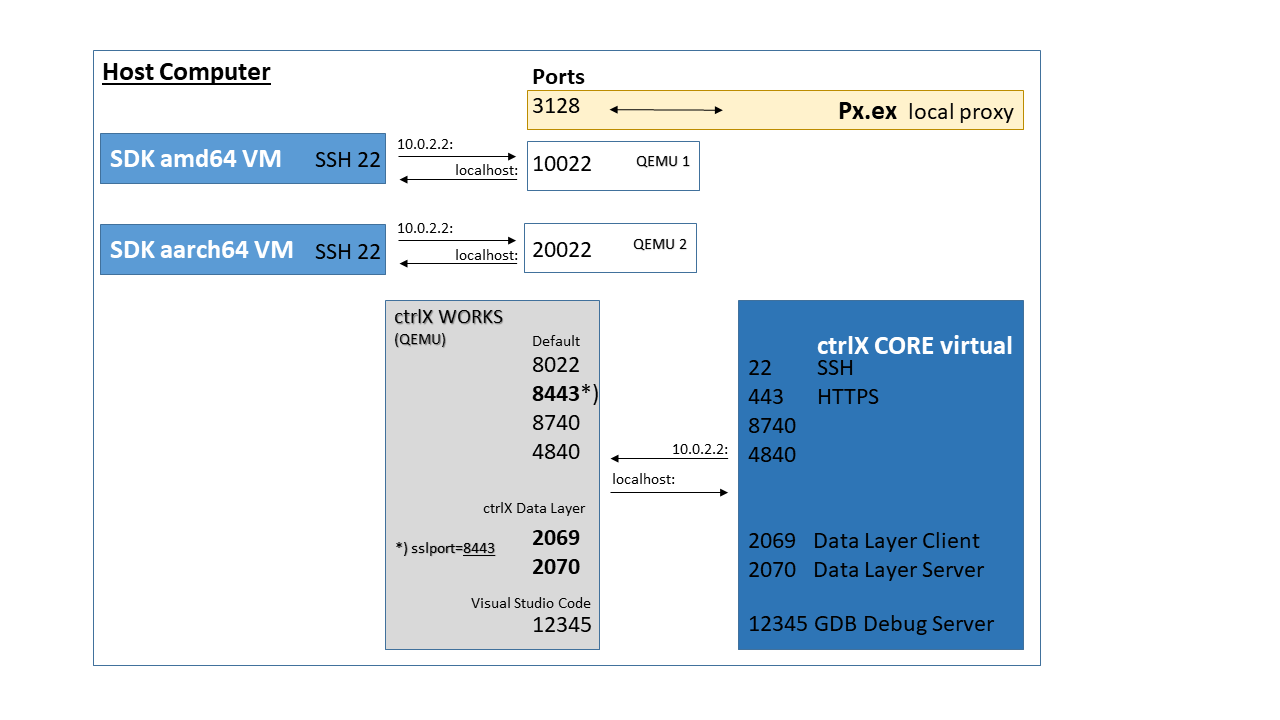 Host Computer
Ports
3128 Px.ex local proxy
SDK amd64 VM SSH 22
10.0.2.2:
localhost:
10022 QEMU 1
SDK aarch64 VM SSH 22
10.0.2.2:
localhost:
20022 QEMU 2
ctrlX WORKS
(QEMU)
Default
8022
8443*)
8740
4840
ctrlX Data Layer
*) sslport=8443
2069
2070
Visual Studio Code
12345
10.0.2.2:
localhost:
ctrlX CORE virtual
22 SSH
443 HTTPS
8740
4840
2069 Data Layer Client
2070 Data Layer Server
12345 GDB Debug Server